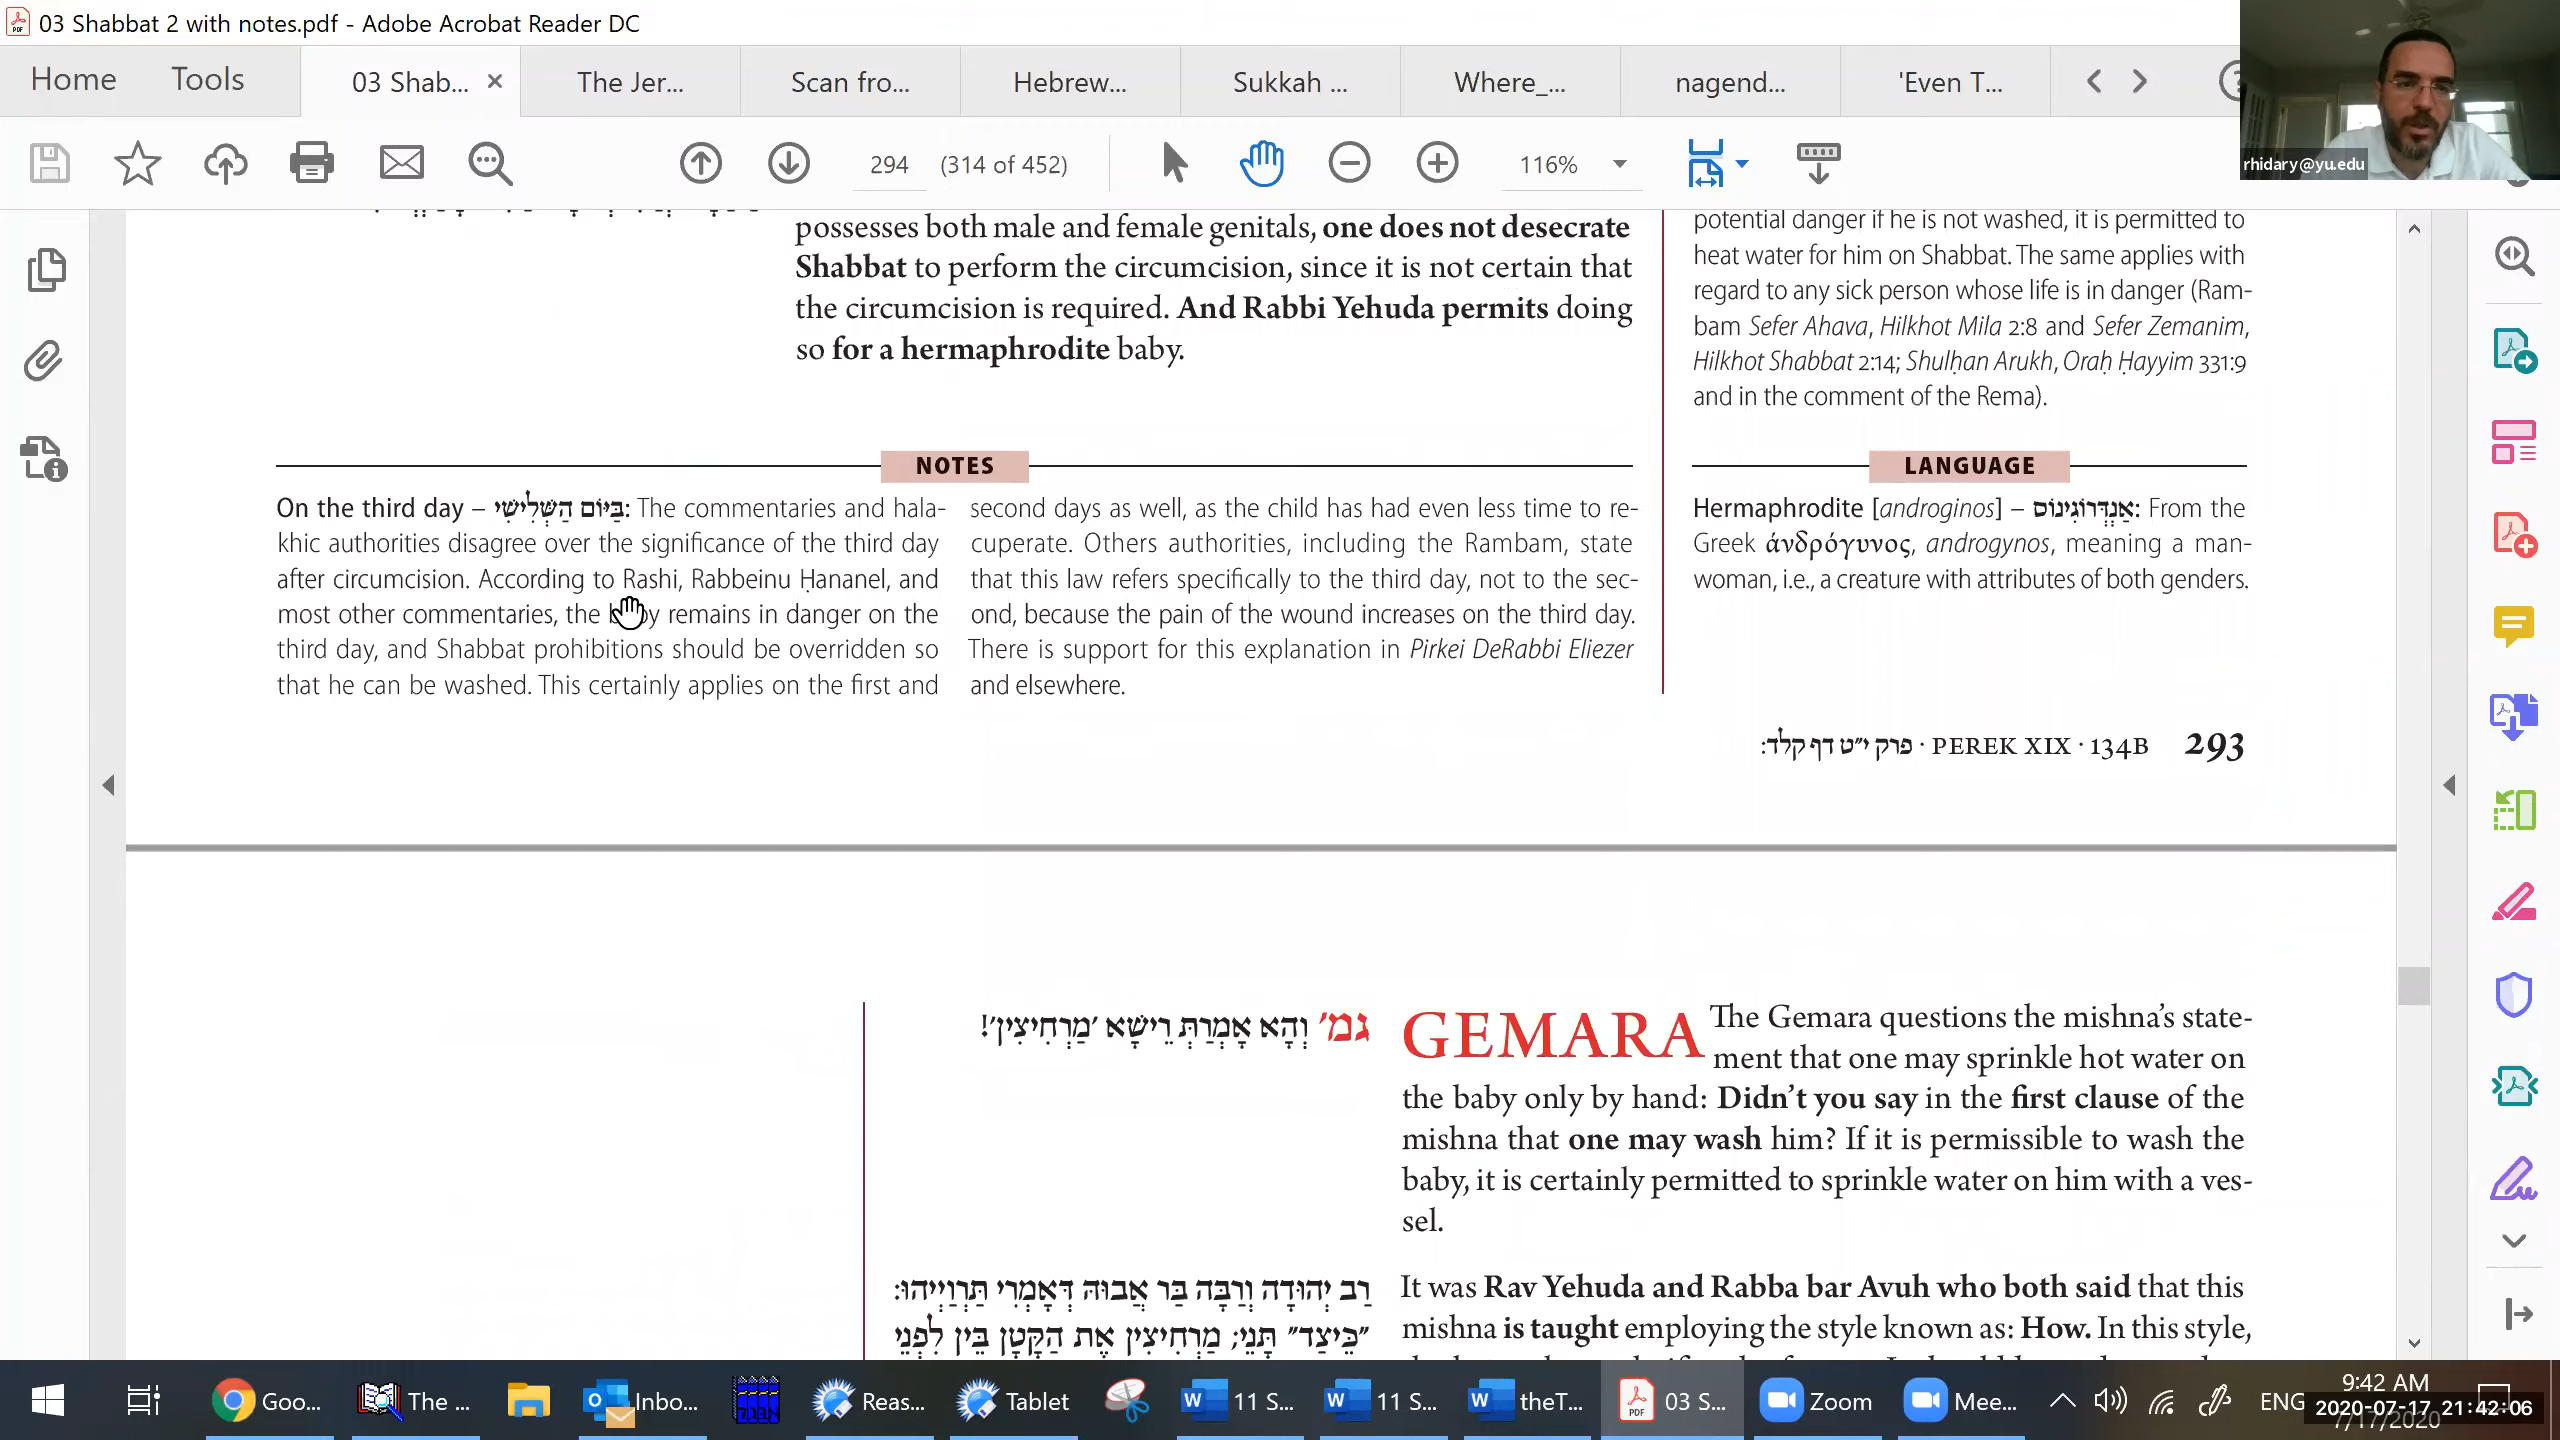 03 Shabbat 2 with notes.pdf - Adobe Acrobat Reader DC
Home Tools 03 Shab... The Jer... Scan fro... Hebrew... Sukkah ... Where_... nagend... 'Even T...
294 (314 of 452) 116%
rhidary@yu.edu
possesses both male and female genitals, one does not desecrate
Shabbat to perform the circumcision, since it is not certain that
the circumcision is required. And Rabbi Yehuda permits doing
so for a hermaphrodite baby.
potential danger if he is not washed, it is permitted to
heat water for him on Shabbat. The same applies with
regard to any sick person whose life is in danger (Ram-
bam Sefer Ahava, Hilkhot Mila 2:8 and Sefer Zemanim,
Hilkhot Shabbat 2:14; Shulḥan Arukh, Oraḥ Ḥayyim 331:9
and in the comment of the Rema).
NOTES
On the third day – בַּיּוֹם הַשְּׁלִישִׁי: The commentaries and hala-
khic authorities disagree over the significance of the third day
after circumcision. According to Rashi, Rabbeinu Ḥananel, and
most other commentaries, the baby remains in danger on the
third day, and Shabbat prohibitions should be overridden so
that he can be washed. This certainly applies on the first and
second days as well, as the child has had even less time to re-
cuperate. Others authorities, including the Rambam, state
that this law refers specifically to the third day, not to the sec-
ond, because the pain of the wound increases on the third day.
There is support for this explanation in Pirkei DeRabbi Eliezer
and elsewhere.
LANGUAGE
Hermaphrodite [androginos] – אַנְדְּרוֹגִינוֹס: From the
Greek ἀνδρόγυνος, androgynos, meaning a man-
woman, i.e., a creature with attributes of both genders.
פרק י״ט דף קלד: · PEREK XIX · 134B 293
גמ׳ וְהָא אָמְרַתְּ רֵישָׁא ׳מַרְחִיצִין׳!
GEMARA The Gemara questions the mishna's state-
ment that one may sprinkle hot water on
the baby only by hand: Didn't you say in the first clause of the
mishna that one may wash him? If it is permissible to wash the
baby, it is certainly permitted to sprinkle water on him with a ves-
sel.
רַב יְהוּדָה וְרַבָּה בַּר אֲבוּהּ דְּאָמְרִי תַּרְוַיְיהוּ:
״כֵּיצַד״ תָּנֵי; מַרְחִיצִין אֶת הַקָּטָן בֵּין לִפְנֵי
It was Rav Yehuda and Rabba bar Avuh who both said that this
mishna is taught employing the style known as: How. In this style,
Goo... The ... Inbo... Reas... Tablet 11 S... 11 S... theT... 03 S... Zoom Mee... ENG
9:42 AM
2020-07-17 21:42:06
7/17/2020